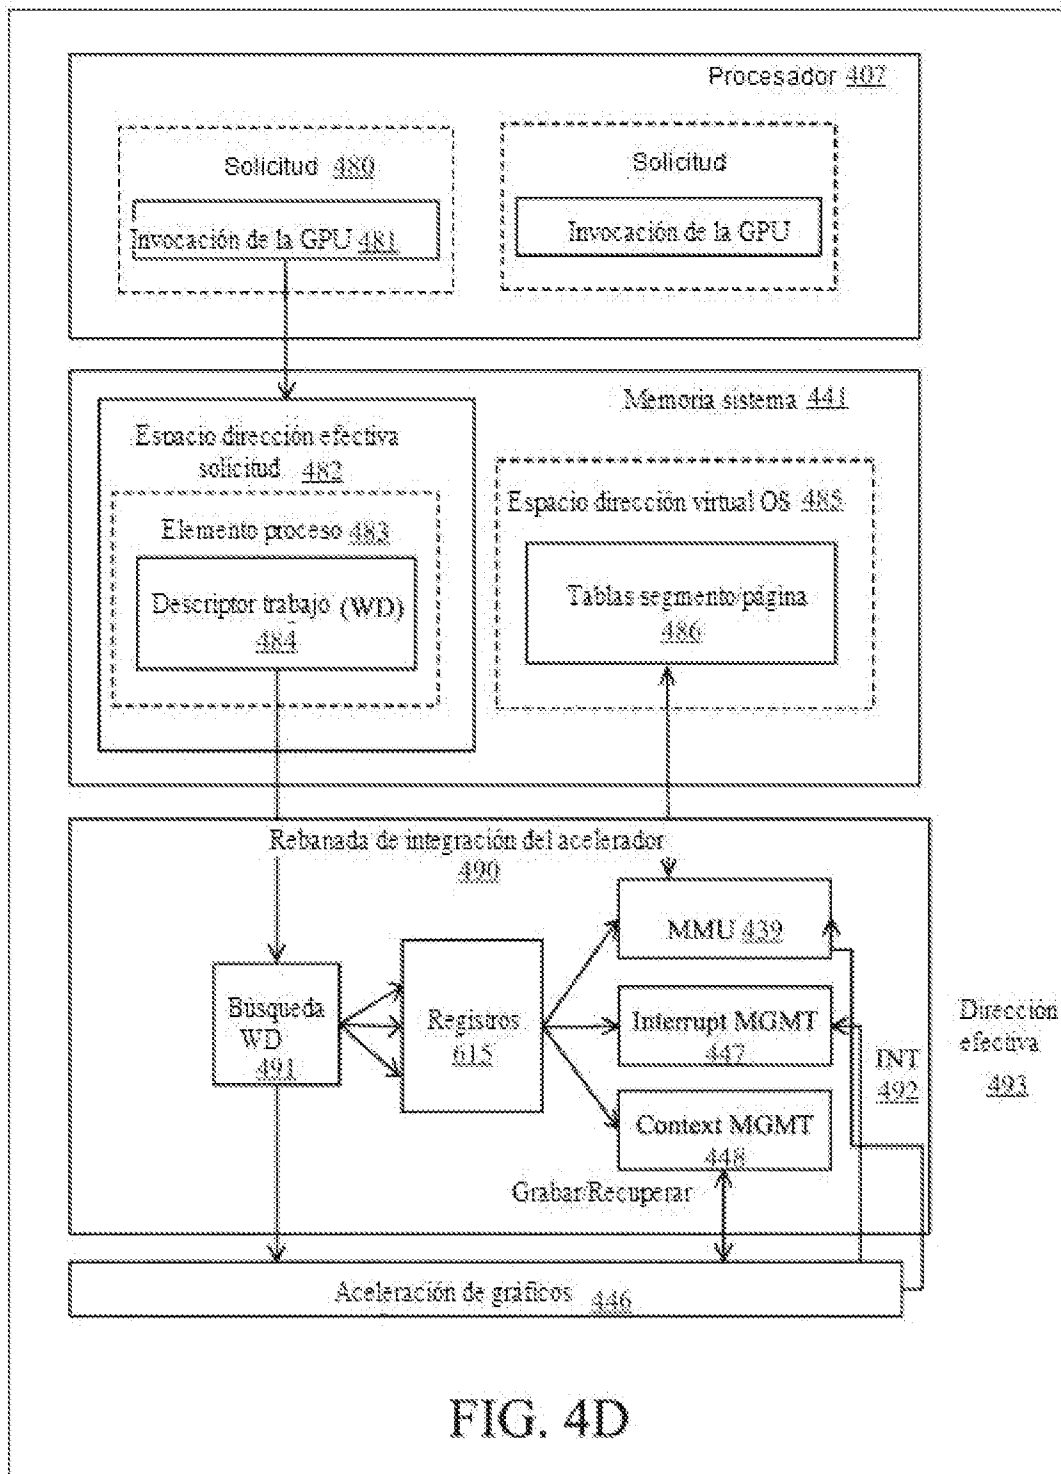 Procesador 407
Solicitud 480
Invocación de la GPU 481
Solicitud
Invocación de la GPU
Memoria sistema 441
Espacio dirección efectiva
solicitud 482
Elemento proceso 483
Descriptor trabajo (WD)
484
Espacio dirección virtual OS 485
Tablas segmento/página
486
Rebanada de integración del acelerador
490
Búsqueda
WD
491
Registros
615
MMU 439
Interrupt MGMT
447
Context MGMT
448
Grabar/Recuperar
INT
492
Dirección
efectiva
493
Aceleración de gráficos 446
FIG. 4D